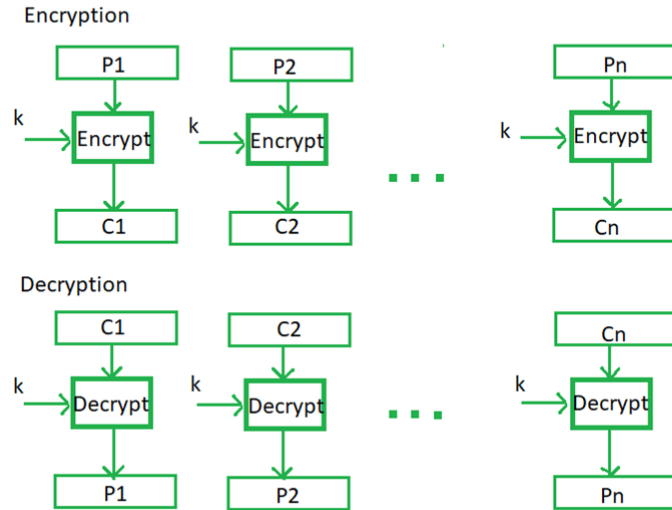 Encryption
P1 P2 Pn
k Encrypt k Encrypt k Encrypt
C1 C2 Cn
Decryption
C1 C2 Cn
k Decrypt k Decrypt k Decrypt
P1 P2 Pn